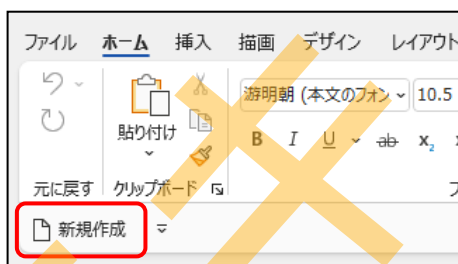 ファイル ホーム 挿入 描画 デザイン レイアウト
貼り付け
游明朝 (本文のフォン 10.5
B I U ab x₂
元に戻す クリップボード
新規作成